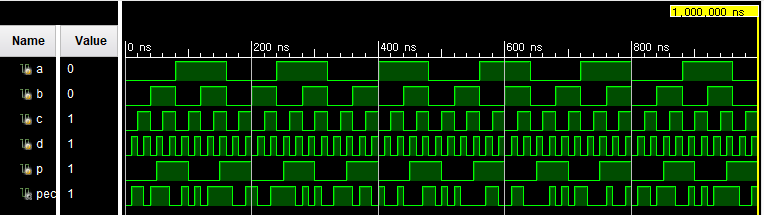 1,000,000 ns
Name Value
0 ns 200 ns 400 ns 600 ns 800 ns
a 0
b 0
c 1
d 1
p 1
pec 1